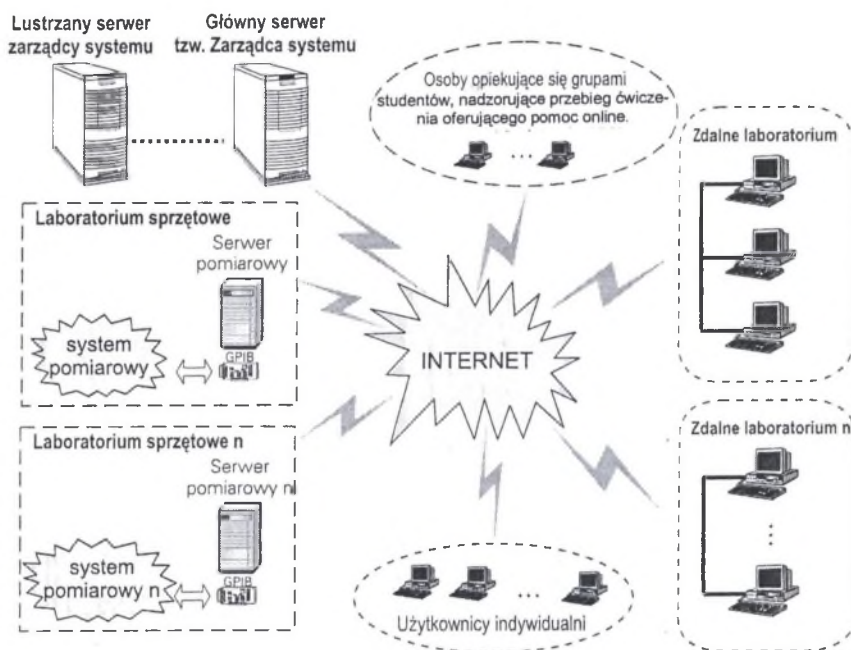 Lustrzany serwer
zarządcy systemu
Główny serwer
tzw. Zarządca systemu
Osoby opiekujące się grupami
studentów, nadzorujące przebieg ćwicze-
nia oferującego pomoc online.
...
Zdalne laboratorium
Laboratorium sprzętowe
Serwer
pomiarowy
system
pomiarowy
GPIB
INTERNET
Laboratorium sprzętowe n
Serwer
pomiarowy n
system
pomiarowy n
GPIB
Zdalne laboratorium n
...
Użytkownicy indywidualni